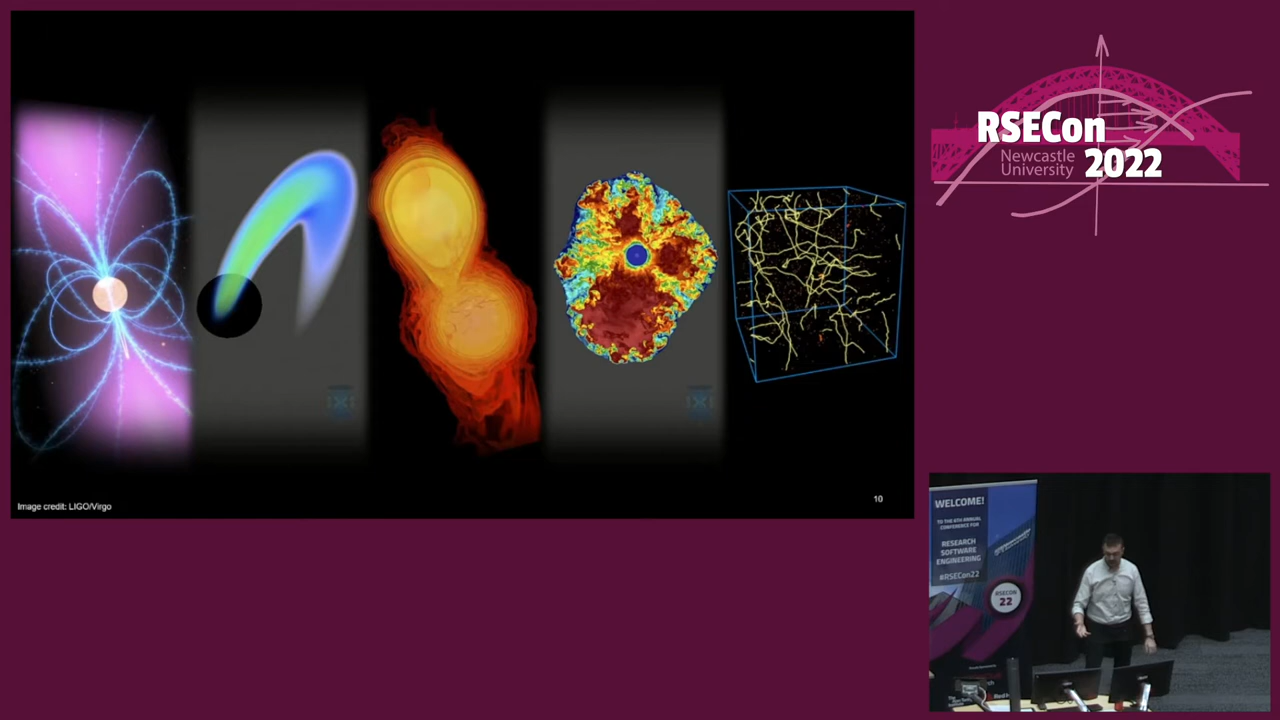 RSECon
Newcastle
University
2022
Image credit: LIGO/Virgo
10
WELCOME!
TO THE 6TH ANNUAL
CONFERENCE FOR
RESEARCH
SOFTWARE
ENGINEERING
#RSECon22
RSECON
22